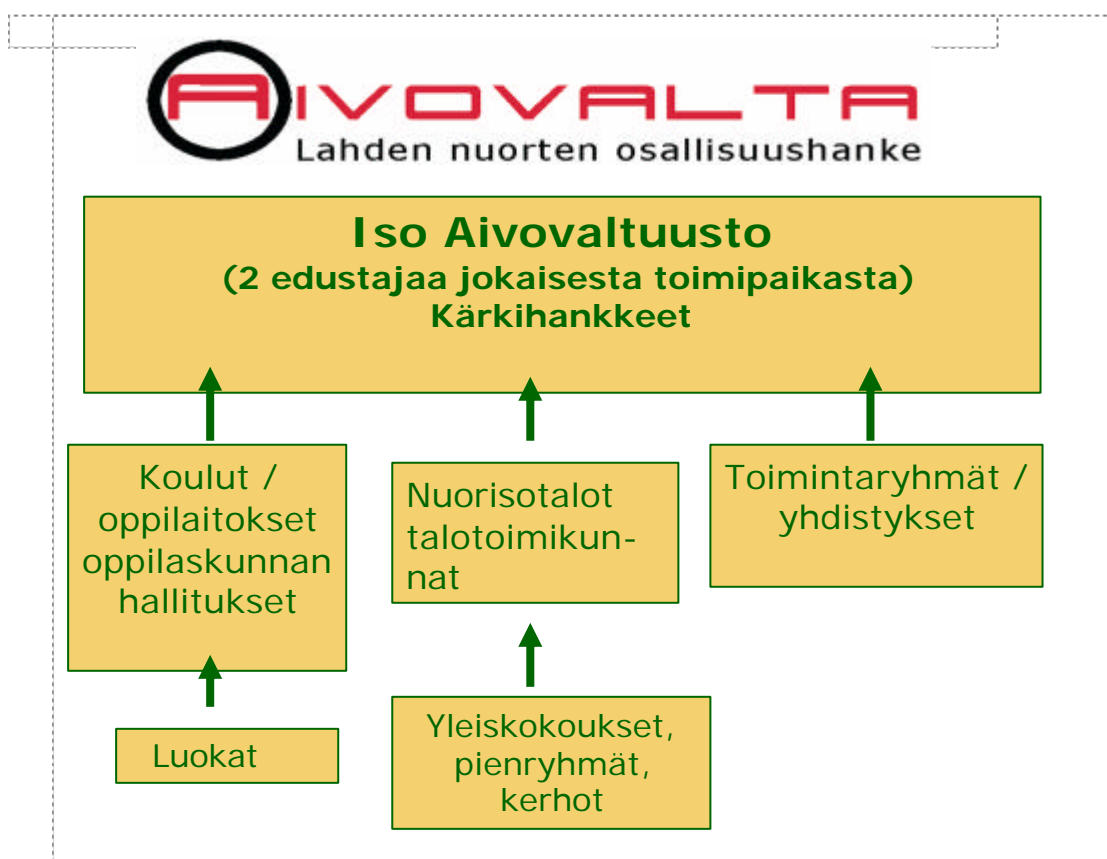 AIVOVALTA
Lahden nuorten osallisuushanke
Iso Aivovaltuusto
(2 edustajaa jokaisesta toimipaikasta)
Kärkihankkeet
Koulut /
oppilaitokset
oppilaskunnan
hallitukset
Nuorisotalot
talotoimikun-
nat
Toimintaryhmät /
yhdistykset
Luokat
Yleiskokoukset,
pienryhmät,
kerhot